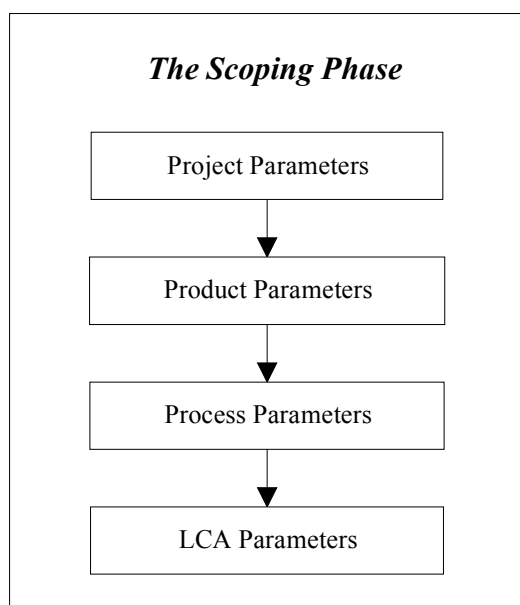 The Scoping Phase
Project Parameters
Product Parameters
Process Parameters
LCA Parameters